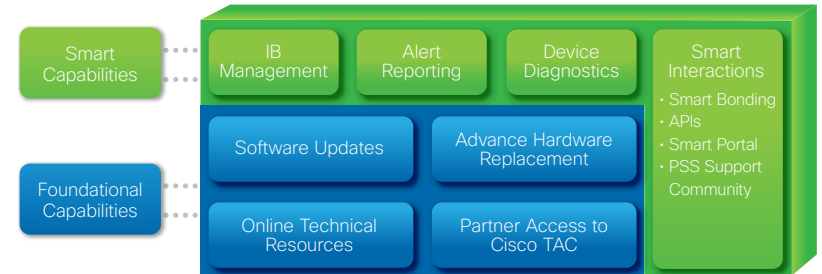 Smart
Capabilities
IB
Management
Alert
Reporting
Device
Diagnostics
Smart
Interactions
• Smart Bonding
• APIs
• Smart Portal
• PSS Support
Community
Foundational
Capabilities
Software Updates
Advance Hardware
Replacement
Online Technical
Resources
Partner Access to
Cisco TAC